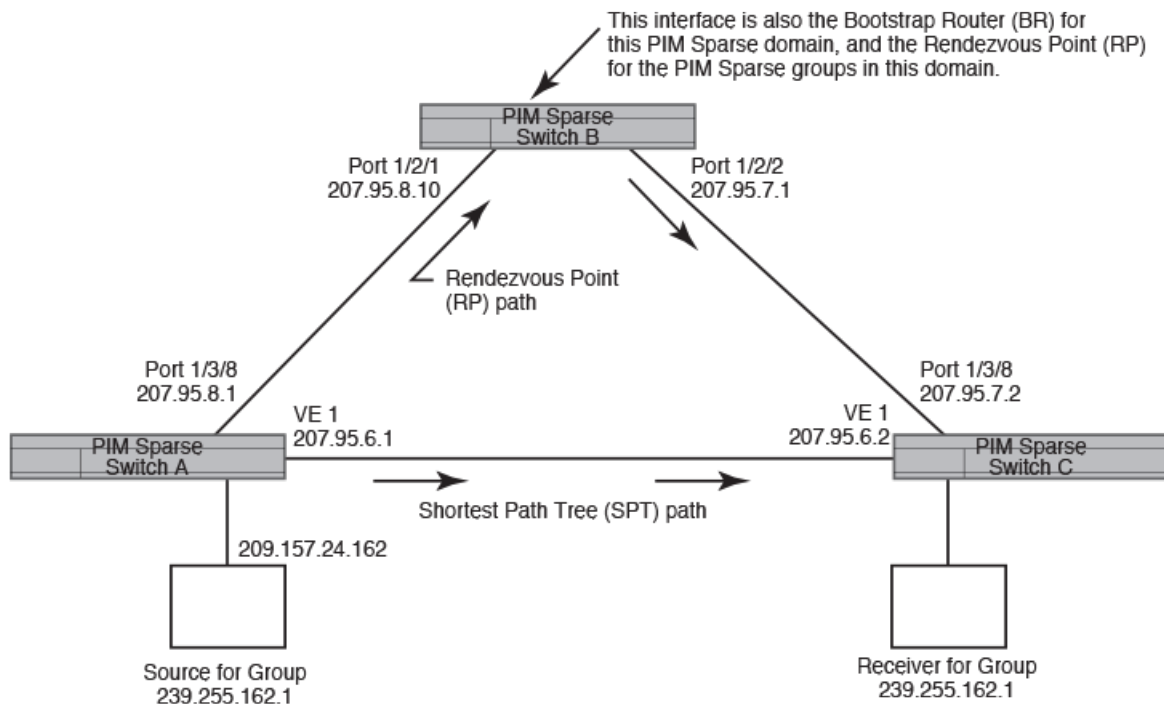 This interface is also the Bootstrap Router (BR) for
this PIM Sparse domain, and the Rendezvous Point (RP)
for the PIM Sparse groups in this domain.
PIM Sparse
Switch B
Port 1/2/1
207.95.8.10
Port 1/2/2
207.95.7.1
Rendezvous Point
(RP) path
Port 1/3/8
207.95.8.1
Port 1/3/8
207.95.7.2
VE 1
207.95.6.1
VE 1
207.95.6.2
PIM Sparse
Switch A
PIM Sparse
Switch C
Shortest Path Tree (SPT) path
209.157.24.162
Source for Group
239.255.162.1
Receiver for Group
239.255.162.1